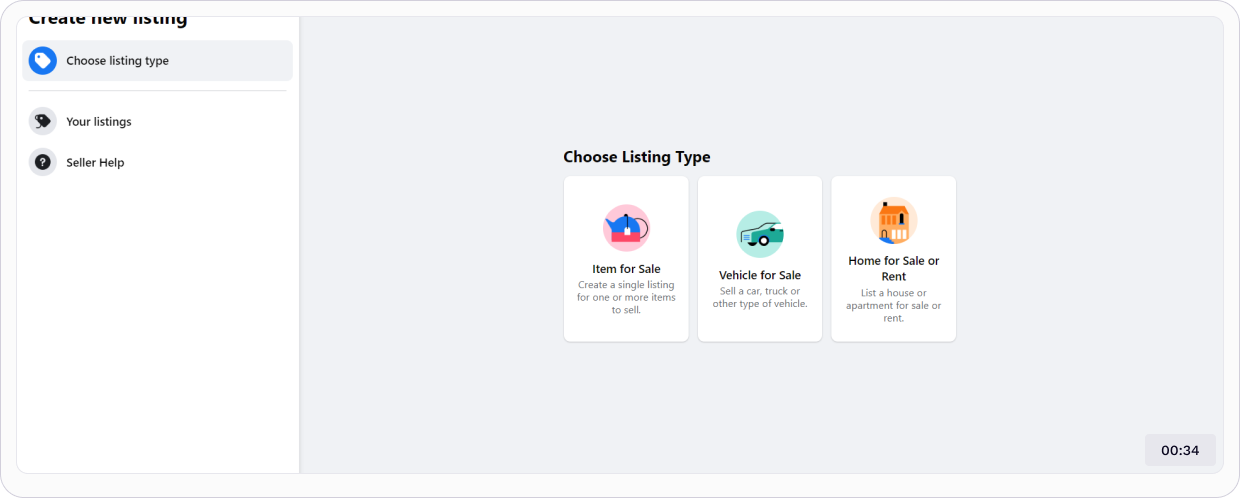 Create new listing
Choose listing type
Your listings
Seller Help
Choose Listing Type
Item for Sale
Create a single listing
for one or more items
to sell.
Vehicle for Sale
Sell a car, truck or
other type of vehicle.
Home for Sale or
Rent
List a house or
apartment for sale or
rent.
00:34